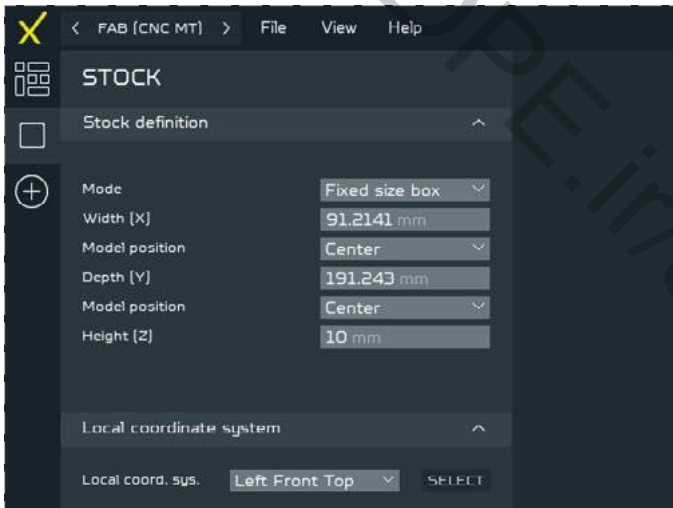 < FAB (CNC MT) > File View Help
STOCK
Stock definition
Mode Fixed size box
Width (X) 91.2141 mm
Model position Center
Depth (Y) 191.243 mm
Model position Center
Height (Z) 10 mm
Local coordinate system
Local coord. sys. Left Front Top SELECT